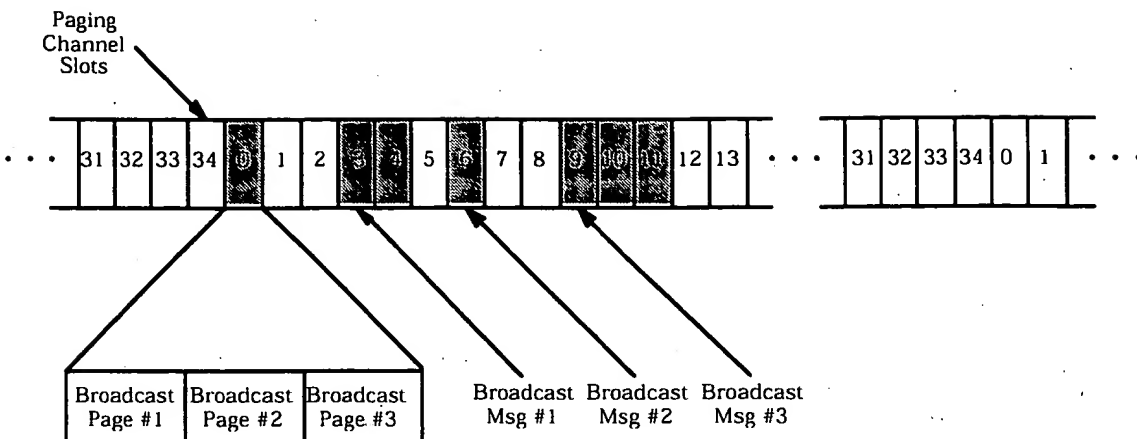 Paging
Channel
Slots
. . . 31 32 33 34 0 1 2 3 4 5 6 7 8 9 10 11 12 13 . . . 31 32 33 34 0 1 . . .
Broadcast Page #1
Broadcast Page #2
Broadcast Page #3
Broadcast Msg #1
Broadcast Msg #2
Broadcast Msg #3